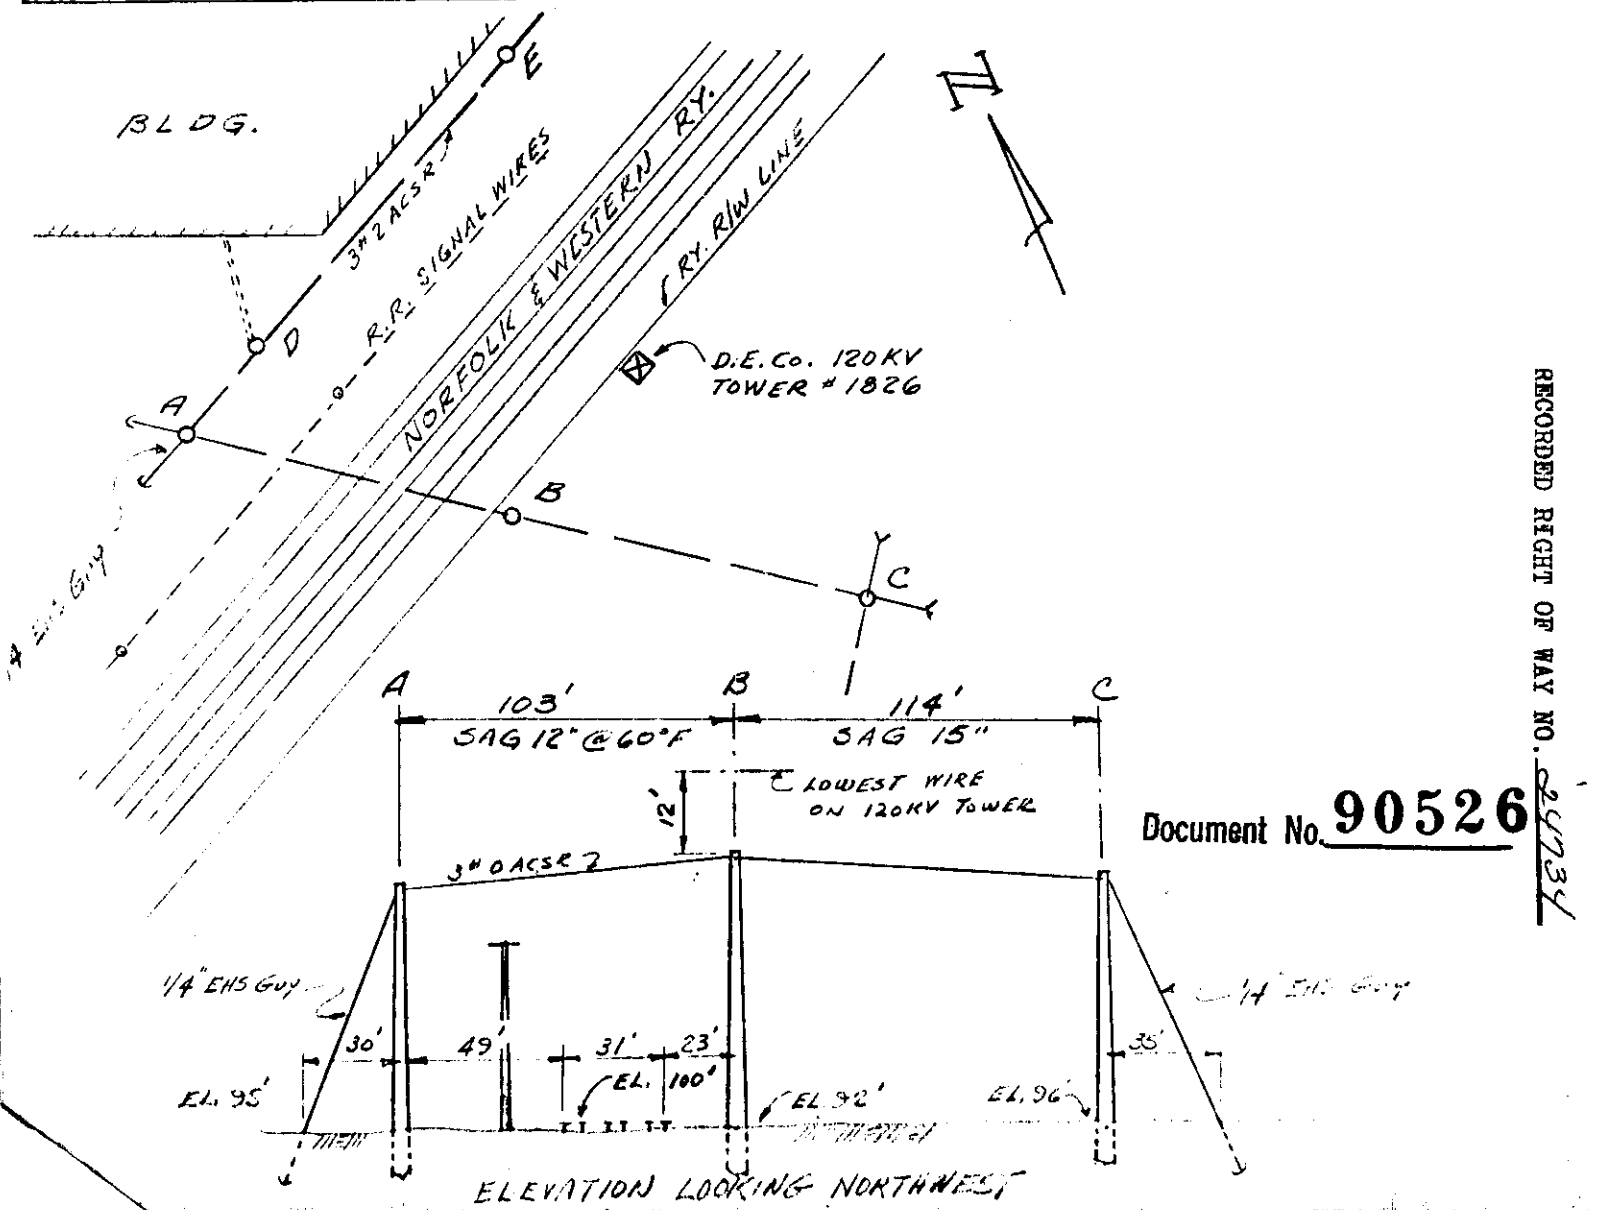 E
BLDG.
3#2 ACSR
R.R. SIGNAL WIRES
NORFOLK & WESTERN RY.
RY. R/W LINE
N
D
D.E.Co. 120KV
TOWER # 1826
A
B
C
EHS Guy
A
B
C
103'
114'
SAG 12" @ 60°F
SAG 15"
12'
LOWEST WIRE
ON 120KV TOWER
3#0 ACSR
1/4" EHS Guy
1/4" EHS Guy
30'
49'
31'
23'
35'
EL. 95'
EL. 100'
EL 92'
EL. 96'
ELEVATION LOOKING NORTHWEST
RECORDED RIGHT OF WAY NO. 24734
Document No. 90526